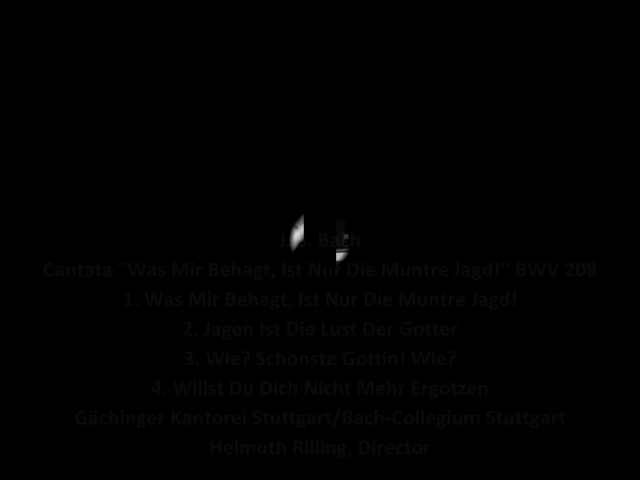 J.S. Bach
Cantata "Was Mir Behagt, Ist Nur Die Muntre Jagd!" BWV 208
1. Was Mir Behagt, Ist Nur Die Muntre Jagd!
2. Jagen Ist Die Lust Der Gotter
3. Wie? Schonste Gottin! Wie?
4. Willst Du Dich Nicht Mehr Ergotzen
Gächinger Kantorei Stuttgart/Bach-Collegium Stuttgart
Helmuth Rilling, Director